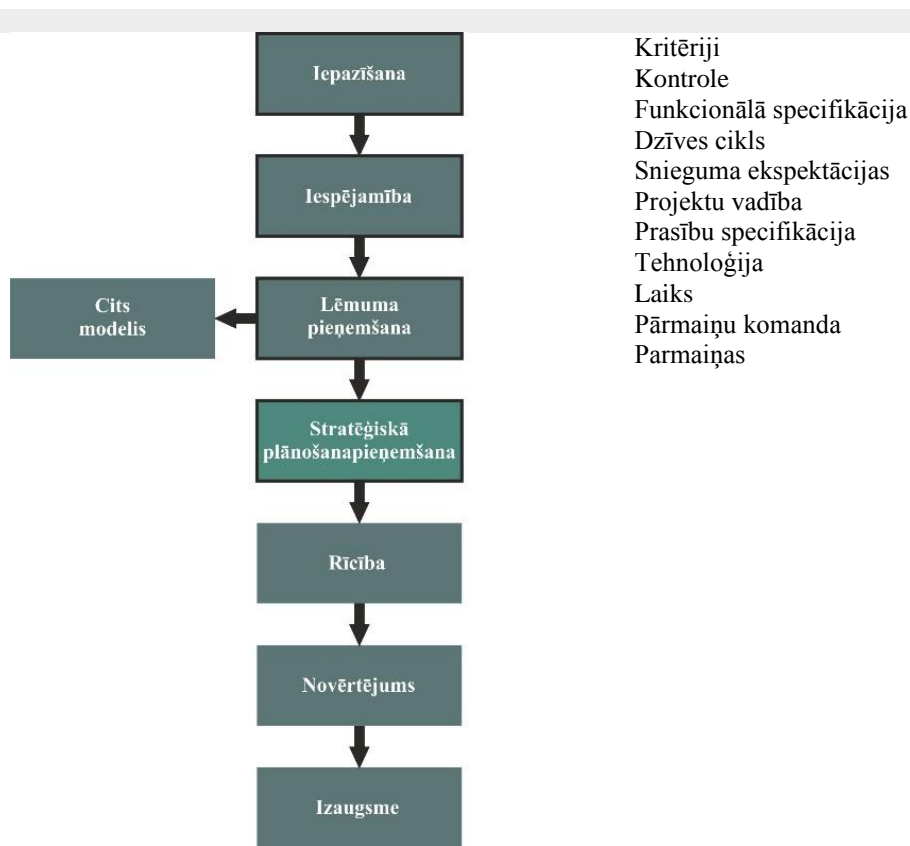 Iepazīšana
Iespējamība
Cits
modelis
Lēmuma
pieņemšana
Stratēģiskā
plānošanapieņemšana
Rīcība
Novērtējums
Izaugsme
Kritēriji
Kontrole
Funkcionālā specifikācija
Dzīves cikls
Snieguma ekspektācijas
Projektu vadība
Prasību specifikācija
Tehnoloģija
Laiks
Pārmaiņu komanda
Parmaiņas